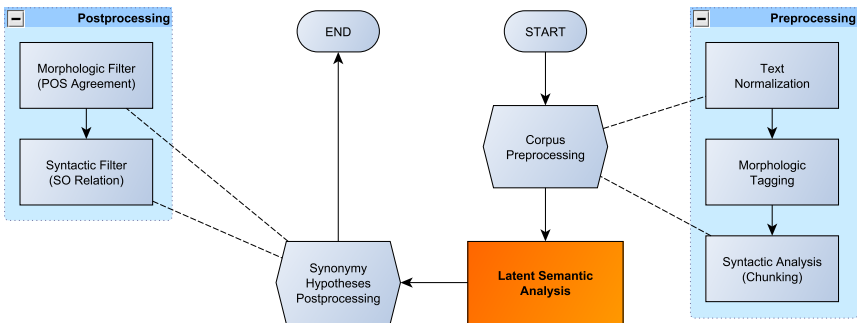 Postprocessing
Morphologic Filter
(POS Agreement)
Syntactic Filter
(SO Relation)
END
START
Corpus
Preprocessing
Latent Semantic
Analysis
Synonymy
Hypotheses
Postprocessing
Preprocessing
Text
Normalization
Morphologic
Tagging
Syntactic Analysis
(Chunking)